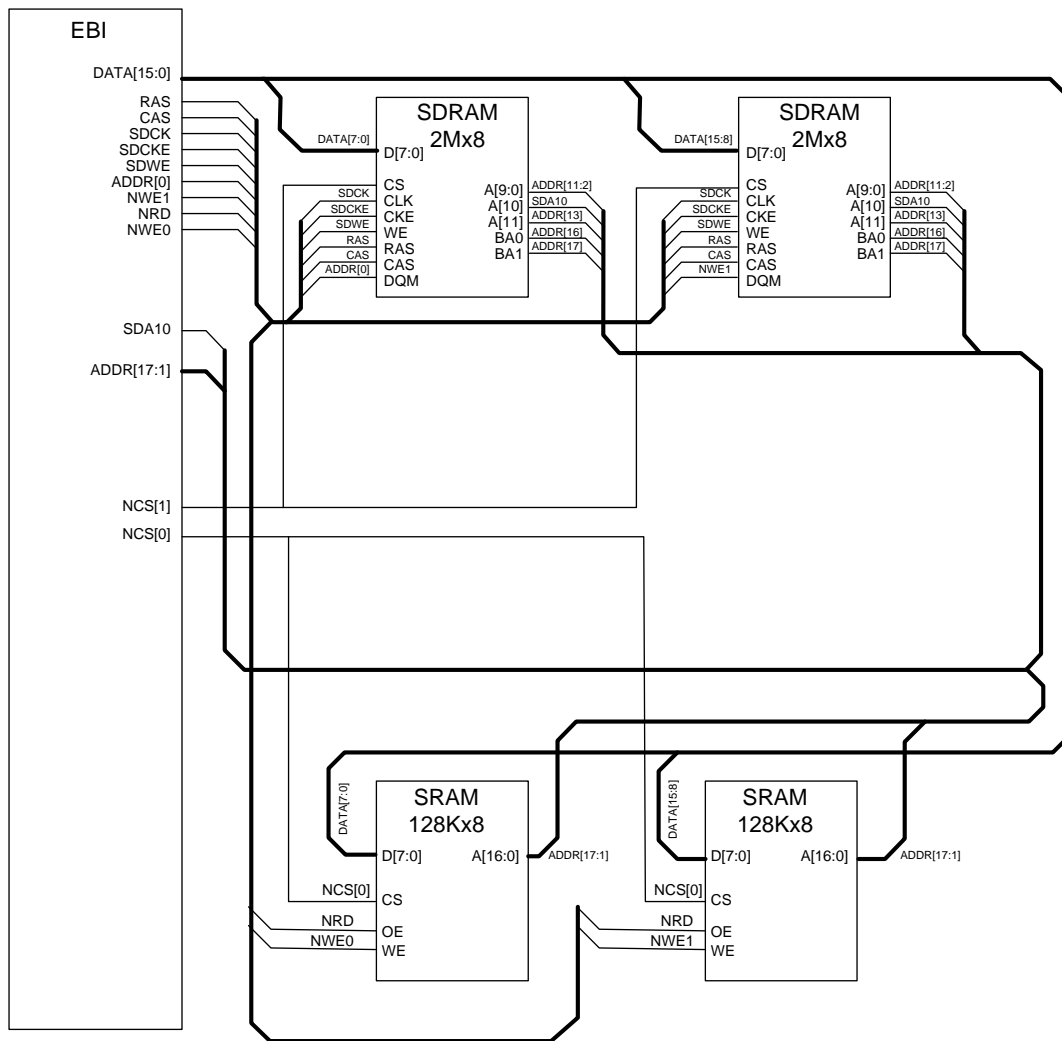 EBI
DATA[15:0]
RAS
CAS
SDCK
SDCKE
SDWE
ADDR[0]
NWE1
NRD
NWE0
SDA10
ADDR[17:1]
NCS[1]
NCS[0]
SDRAM
2Mx8
DATA[7:0]
D[7:0]
CS
SDCK
CLK
SDCKE
CKE
SDWE
WE
RAS
RAS
CAS
CAS
ADDR[0]
DQM
A[9:0]
ADDR[11:2]
A[10]
SDA10
A[11]
ADDR[13]
BA0
ADDR[16]
BA1
ADDR[17]
SDRAM
2Mx8
DATA[15:8]
D[7:0]
CS
SDCK
CLK
SDCKE
CKE
SDWE
WE
RAS
RAS
CAS
CAS
NWE1
DQM
A[9:0]
ADDR[11:2]
A[10]
SDA10
A[11]
ADDR[13]
BA0
ADDR[16]
BA1
ADDR[17]
SRAM
128Kx8
DATA[7:0]
D[7:0]
A[16:0]
ADDR[17:1]
NCS[0]
CS
NRD
OE
NWE0
WE
SRAM
128Kx8
DATA[15:8]
D[7:0]
A[16:0]
ADDR[17:1]
NCS[0]
CS
NRD
OE
NWE1
WE